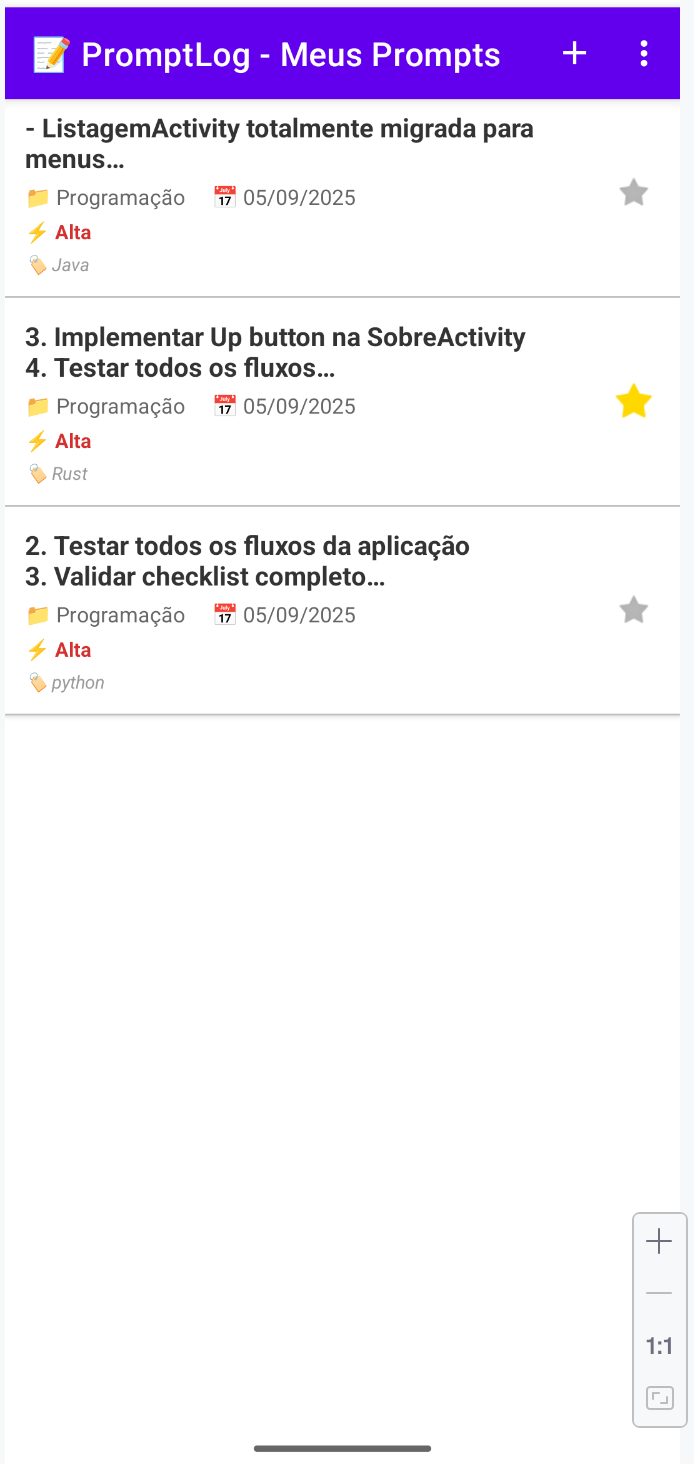 📝 PromptLog - Meus Prompts
- ListagemActivity totalmente migrada para
menus…
📁 Programação 📅 05/09/2025
⚡ Alta
🏷️ Java
3. Implementar Up button na SobreActivity
4. Testar todos os fluxos…
📁 Programação 📅 05/09/2025
⚡ Alta
🏷️ Rust
2. Testar todos os fluxos da aplicação
3. Validar checklist completo…
📁 Programação 📅 05/09/2025
⚡ Alta
🏷️ python
1:1